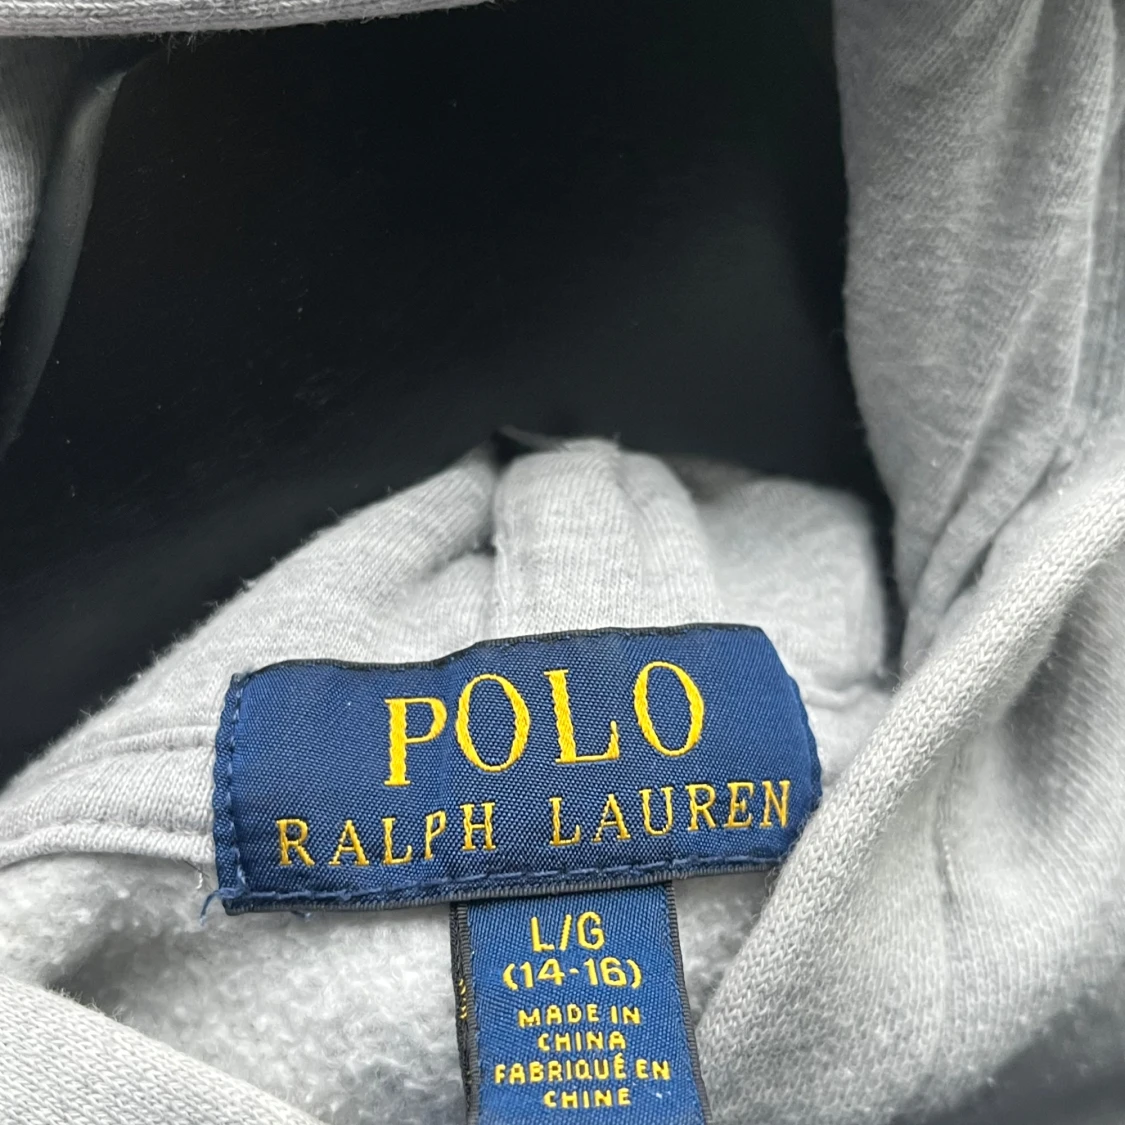 POLO
RALPH LAUREN
L/G
(14-16)
MADE IN
CHINA
FABRIQUÉ EN
CHINE